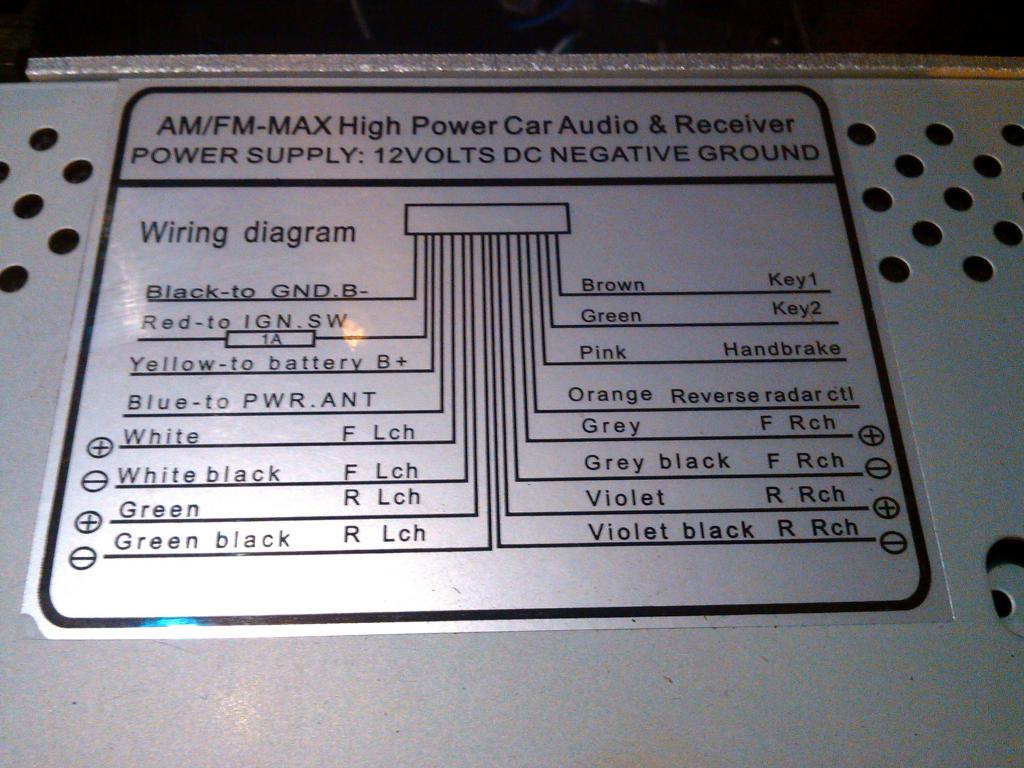 AM/FM-MAX High Power Car Audio & Receiver
POWER SUPPLY: 12VOLTS DC NEGATIVE GROUND
Wiring diagram
Black-to GND.B-
Red-to IGN.SW
1A
Yellow-to battery B+
Blue-to PWR.ANT
⊕ White F Lch
⊖ White black F Lch
⊕ Green R Lch
⊖ Green black R Lch
Brown Key1
Green Key2
Pink Handbrake
Orange Reverse radar ctl
Grey F Rch ⊕
Grey black F Rch ⊖
Violet R Rch ⊕
Violet black R Rch ⊖